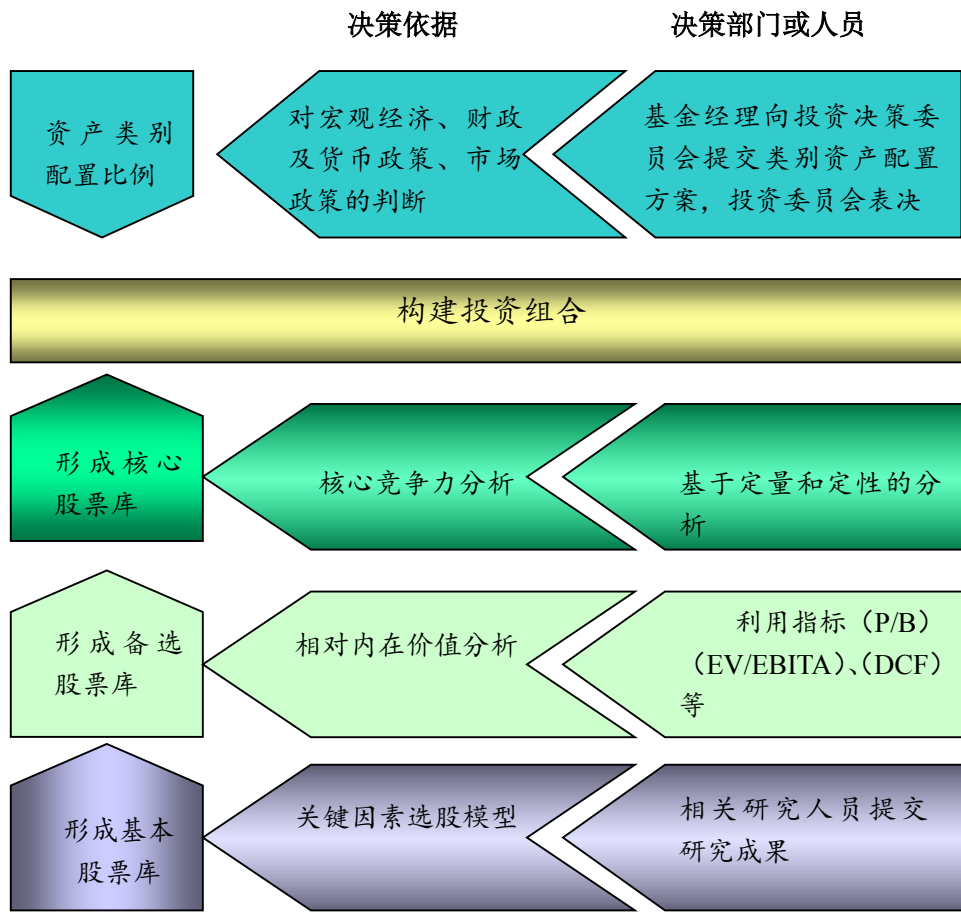 决策依据
决策部门或人员
资产类别
配置比例
对宏观经济、财政
及货币政策、市场
政策的判断
基金经理向投资决策委
员会提交类别资产配置
方案，投资委员会表决
构建投资组合
形成核心
股票库
核心竞争力分析
基于定量和定性的分
析
形成备选
股票库
相对内在价值分析
利用指标（P/B）
（EV/EBITA）、（DCF）
等
形成基本
股票库
关键因素选股模型
相关研究人员提交
研究成果